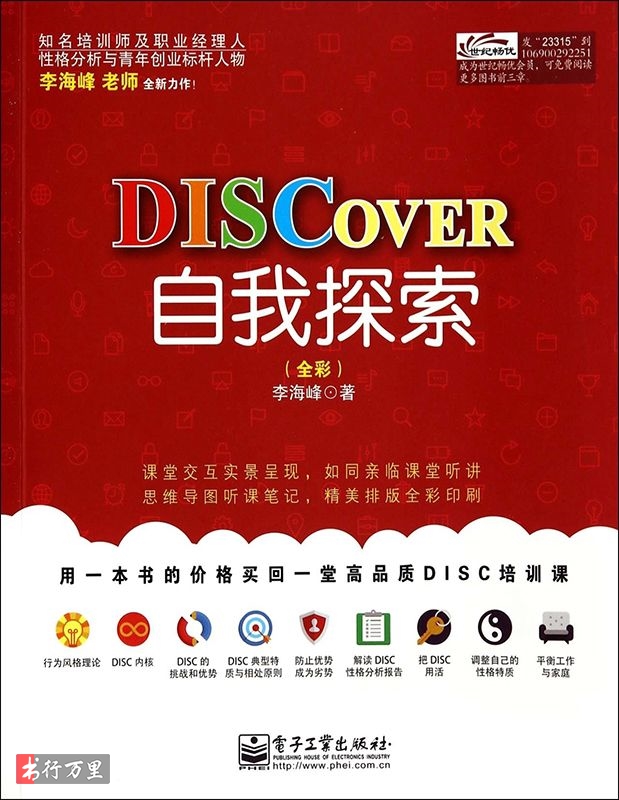 知名培训师及职业经理人
性格分析与青年创业标杆人物
李海峰 老师 全新力作!
世纪畅优
发 "23315" 到
10690029225​1
成为世纪畅优会员,可免费阅读
更多图书前三章。
DISCOVER
自我探索
(全彩)
李海峰⊙著
课堂交互实景呈现,如同亲临课堂听讲
思维导图听课笔记,精美排版全彩印刷
用一本书的价格买回一堂高品质DISC培训课
行为风格理论
DISC 内核
DISC 的
挑战和优势
DISC 典型特
质与相处原则
防止优势
成为劣势
解读 DISC
性格分析报告
把 DISC
用活
调整自己的
性格特质
平衡工作
与家庭
PHEI
电子工业出版社·
PUBLISHING HOUSE OF ELECTRONICS INDUSTRY
http://www.phei.com.cn
书行万里